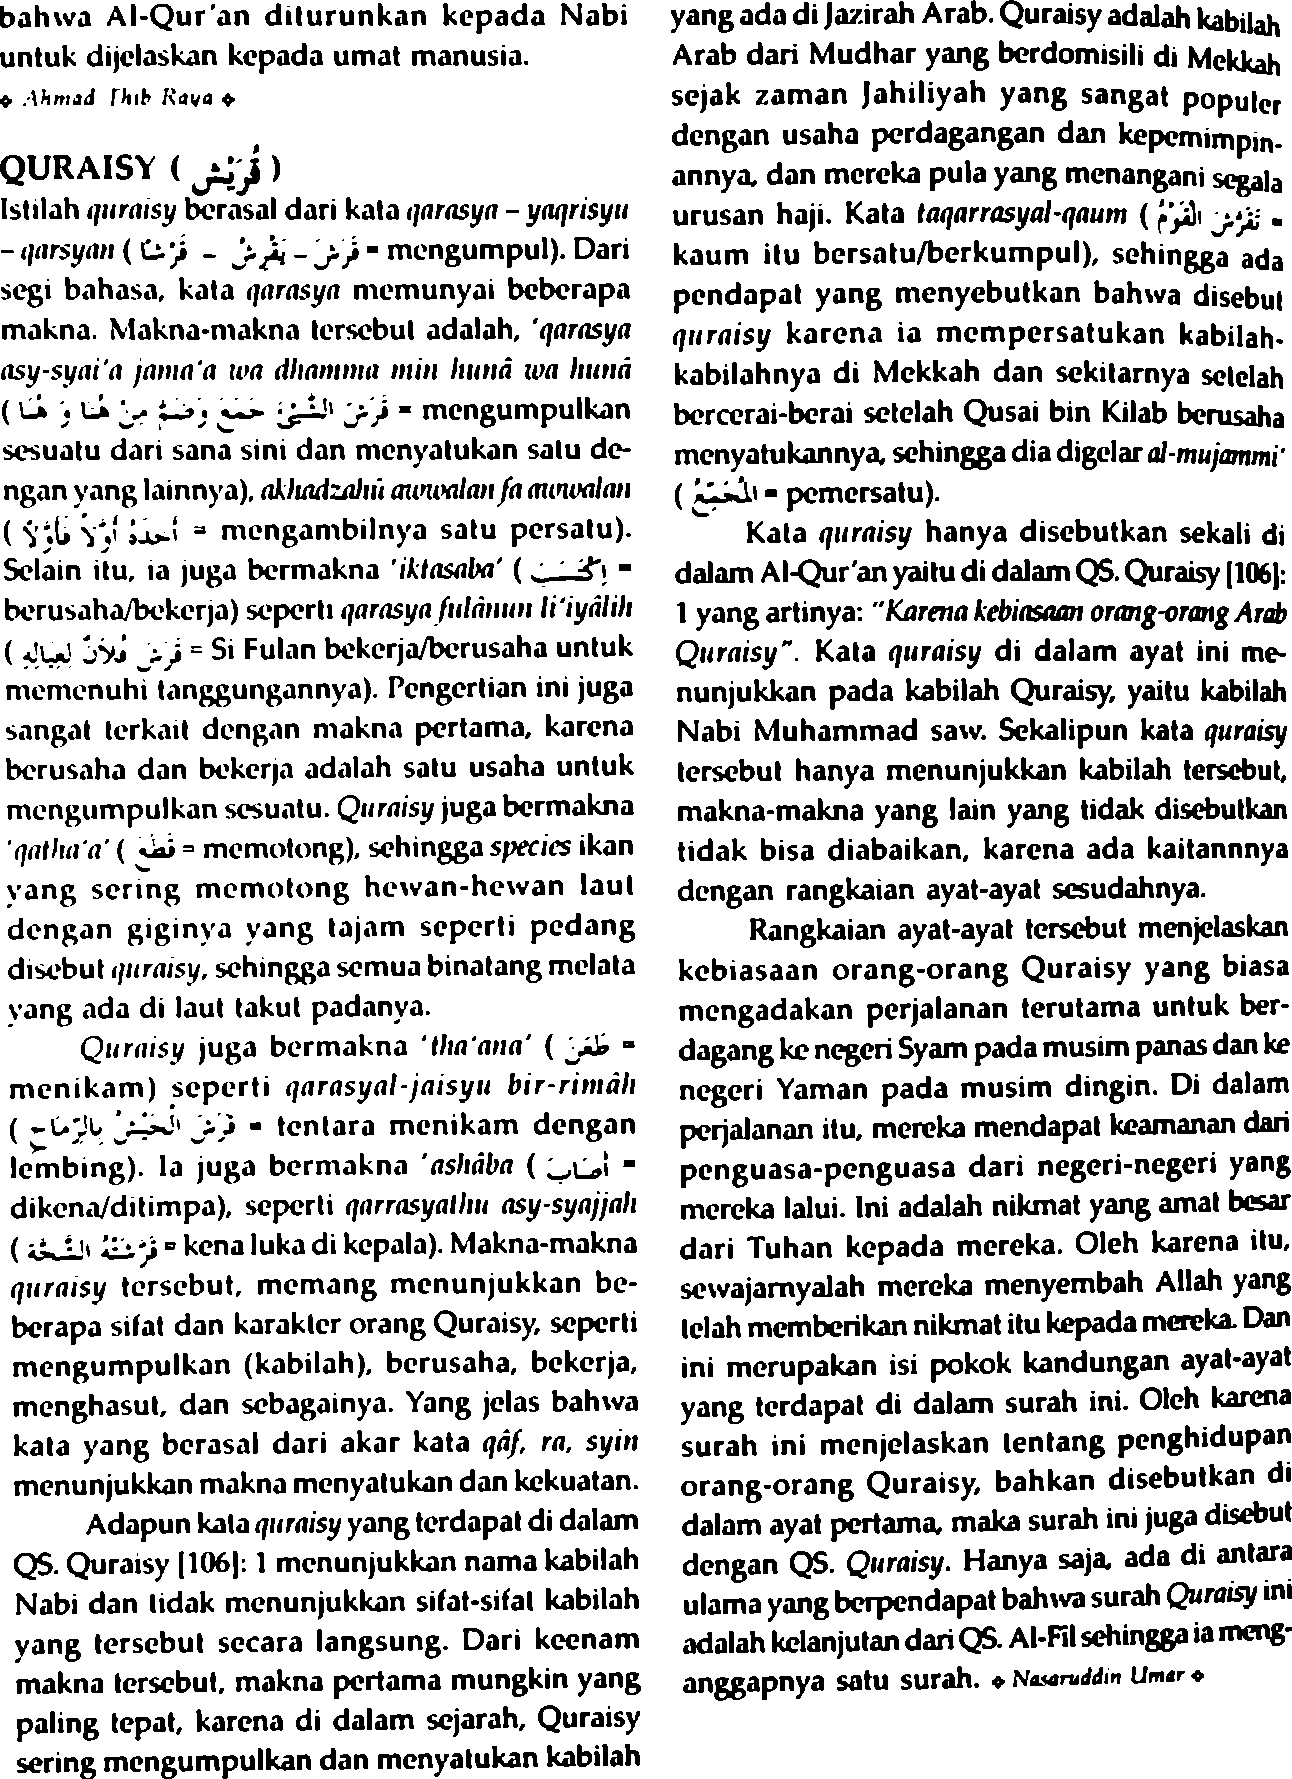 bahwa Al-Qur'an diturunkan kepada Nabi
untuk dijelaskan kepada umat manusia.
❖ Ahmad Thib Raya ❖
QURAISY ( قُرَيْش )
Istilah quraisy berasal dari kata qarasya – yaqrisyu
– qarsyan ( قَرَشَ – يَقْرِشُ – قَرْشًا = mengumpul). Dari
segi bahasa, kata qarasya memunyai beberapa
makna. Makna-makna tersebut adalah, 'qarasya
asy-syai'a jama'a wa dhamma min hunâ wa hunâ
( قَرَشَ الشَّيْئَ جَمَعَ وَضَمَّ مِنْ هُنَا وَ هُنَا = mengumpulkan
sesuatu dari sana sini dan menyatukan satu de-
ngan yang lainnya), akhadzahû awwalan fa awwalan
( أَخَذَهُ أَوَّلاً فَأَوَّلاً = mengambilnya satu persatu).
Selain itu, ia juga bermakna 'iktasaba' ( إِكْتَسَبَ =
berusaha/bekerja) seperti qarasya fulânun li'iyâlih
( قَرَشَ فُلاَنٌ لِعِيَالِهِ = Si Fulan bekerja/berusaha untuk
memenuhi tanggungannya). Pengertian ini juga
sangat terkait dengan makna pertama, karena
berusaha dan bekerja adalah satu usaha untuk
mengumpulkan sesuatu. Quraisy juga bermakna
'qatha'a' ( قَطَعَ = memotong), sehingga species ikan
yang sering memotong hewan-hewan laut
dengan giginya yang tajam seperti pedang
disebut quraisy, sehingga semua binatang melata
yang ada di laut takut padanya.
Quraisy juga bermakna 'tha'ana' ( طَعَنَ =
menikam) seperti qarasyal-jaisyu bir-rimâh
( قَرَشَ الْجَيْشُ بِالرِّمَاحِ = tentara menikam dengan
lembing). Ia juga bermakna 'ashâba ( أَصَابَ =
dikena/ditimpa), seperti qarrasyathu asy-syajjah
( قَرَّشَتْهُ الشَّجَّةُ = kena luka di kepala). Makna-makna
quraisy tersebut, memang menunjukkan be-
berapa sifat dan karakter orang Quraisy, seperti
mengumpulkan (kabilah), berusaha, bekerja,
menghasut, dan sebagainya. Yang jelas bahwa
kata yang berasal dari akar kata qâf, ra, syin
menunjukkan makna menyatukan dan kekuatan.
Adapun kata quraisy yang terdapat di dalam
QS. Quraisy [106]: 1 menunjukkan nama kabilah
Nabi dan tidak menunjukkan sifat-sifat kabilah
yang tersebut secara langsung. Dari keenam
makna tersebut, makna pertama mungkin yang
paling tepat, karena di dalam sejarah, Quraisy
sering mengumpulkan dan menyatukan kabilah
yang ada di Jazirah Arab. Quraisy adalah kabilah
Arab dari Mudhar yang berdomisili di Mekkah
sejak zaman Jahiliyah yang sangat populer
dengan usaha perdagangan dan kepemimpin-
annya, dan mereka pula yang menangani segala
urusan haji. Kata taqarrasyal-qaum ( تَقَرَّشَ الْقَوْمُ =
kaum itu bersatu/berkumpul), sehingga ada
pendapat yang menyebutkan bahwa disebut
quraisy karena ia mempersatukan kabilah-
kabilahnya di Mekkah dan sekitarnya setelah
bercerai-berai setelah Qusai bin Kilab berusaha
menyatukannya, sehingga dia digelar al-mujammi'
( الْمُجَمِّعُ = pemersatu).
Kata quraisy hanya disebutkan sekali di
dalam Al-Qur'an yaitu di dalam QS. Quraisy [106]:
1 yang artinya: "Karena kebiasaan orang-orang Arab
Quraisy". Kata quraisy di dalam ayat ini me-
nunjukkan pada kabilah Quraisy, yaitu kabilah
Nabi Muhammad saw. Sekalipun kata quraisy
tersebut hanya menunjukkan kabilah tersebut,
makna-makna yang lain yang tidak disebutkan
tidak bisa diabaikan, karena ada kaitannnya
dengan rangkaian ayat-ayat sesudahnya.
Rangkaian ayat-ayat tersebut menjelaskan
kebiasaan orang-orang Quraisy yang biasa
mengadakan perjalanan terutama untuk ber-
dagang ke negeri Syam pada musim panas dan ke
negeri Yaman pada musim dingin. Di dalam
perjalanan itu, mereka mendapat keamanan dari
penguasa-penguasa dari negeri-negeri yang
mereka lalui. Ini adalah nikmat yang amat besar
dari Tuhan kepada mereka. Oleh karena itu,
sewajarnyalah mereka menyembah Allah yang
telah memberikan nikmat itu kepada mereka. Dan
ini merupakan isi pokok kandungan ayat-ayat
yang terdapat di dalam surah ini. Oleh karena
surah ini menjelaskan tentang penghidupan
orang-orang Quraisy, bahkan disebutkan di
dalam ayat pertama, maka surah ini juga disebut
dengan QS. Quraisy. Hanya saja, ada di antara
ulama yang berpendapat bahwa surah Quraisy ini
adalah kelanjutan dari QS. Al-Fil sehingga ia meng-
anggapnya satu surah. ❖ Nasaruddin Umar ❖